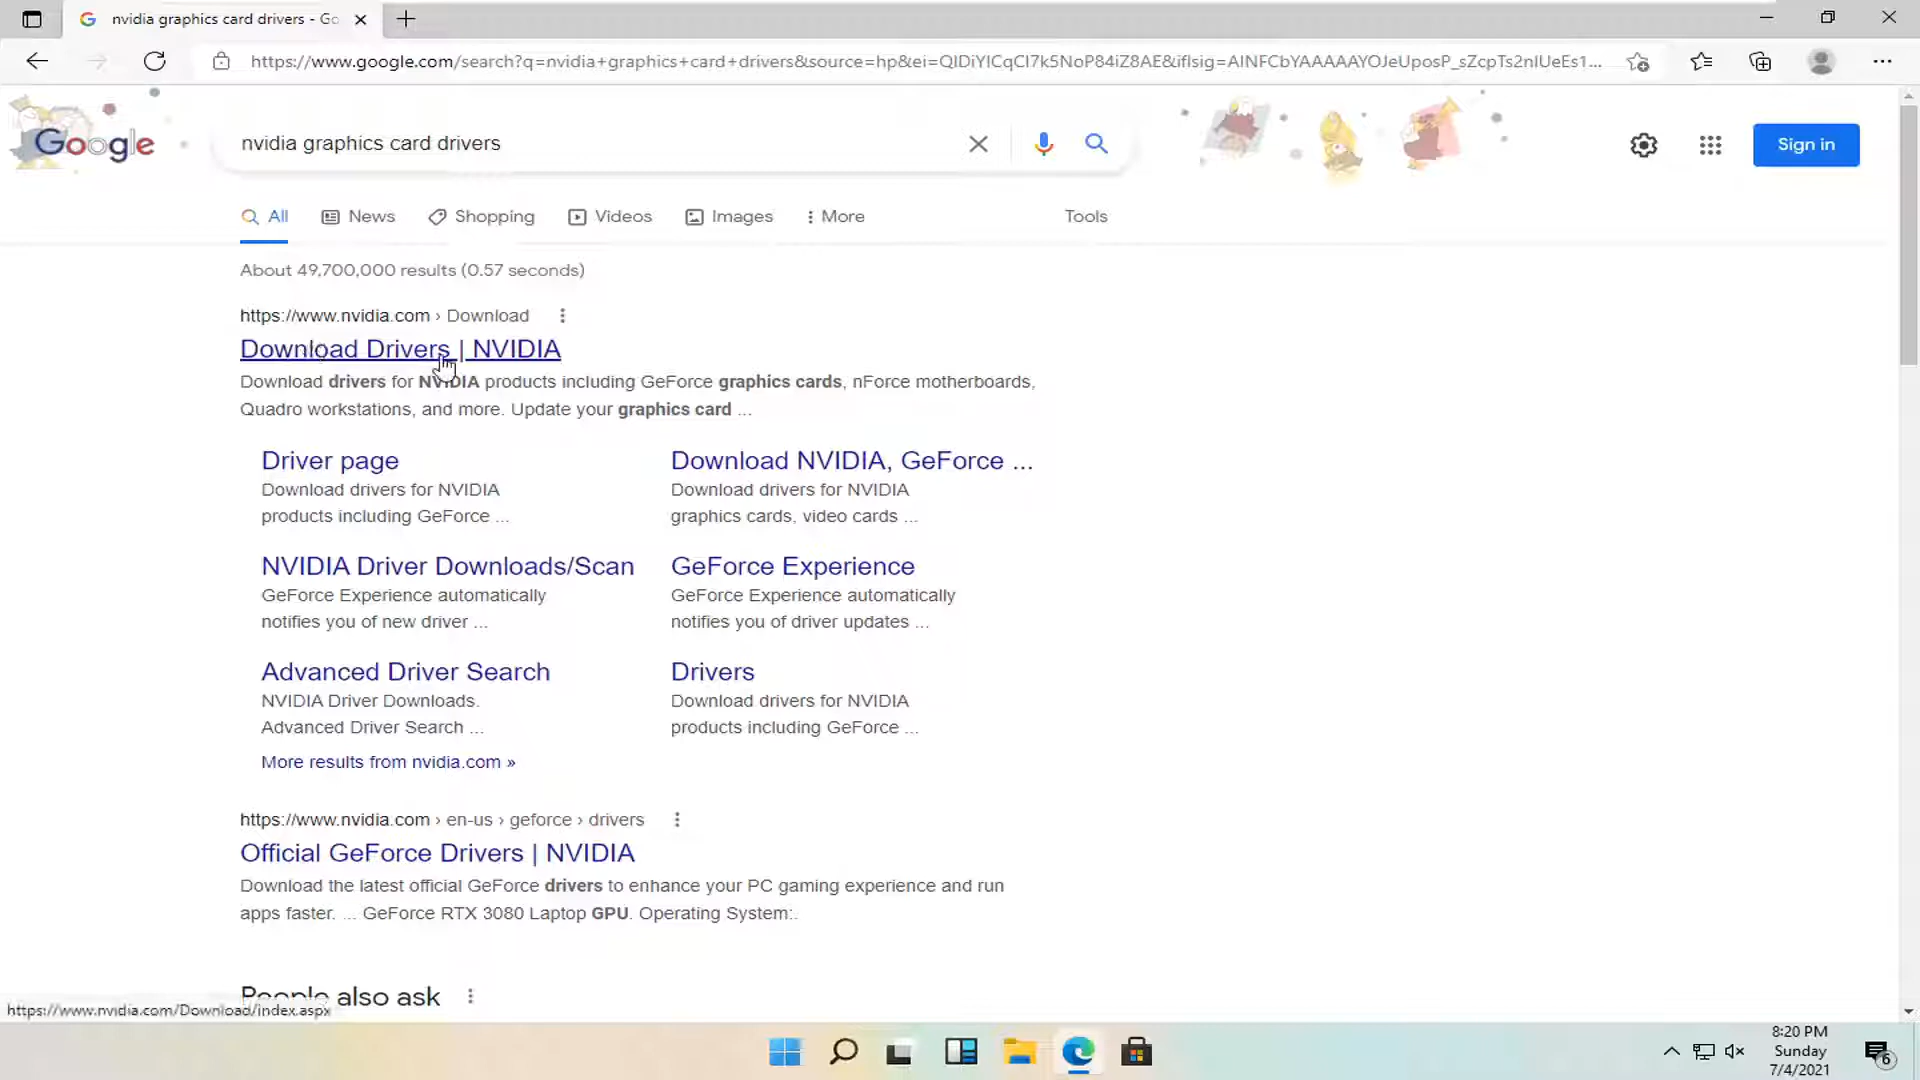 nvidia graphics card drivers - Go
https://www.google.com/search?q=nvidia+graphics+card+drivers&source=hp&ei=QIDiYICqCI7k5NoP84iZ8AE&iflsig=AINFCbYAAAAAYOJeUposP_sZcpTs2nIUeEs1...
Google
nvidia graphics card drivers
Sign in
All
News
Shopping
Videos
Images
More
Tools
About 49,700,000 results (0.57 seconds)
https://www.nvidia.com › Download
Download Drivers | NVIDIA
Download drivers for NVIDIA products including GeForce graphics cards, nForce motherboards,
Quadro workstations, and more. Update your graphics card ...
Driver page
Download drivers for NVIDIA
products including GeForce ...
Download NVIDIA, GeForce ...
Download drivers for NVIDIA
graphics cards, video cards ...
NVIDIA Driver Downloads/Scan
GeForce Experience automatically
notifies you of new driver ...
GeForce Experience
GeForce Experience automatically
notifies you of driver updates ...
Advanced Driver Search
NVIDIA Driver Downloads.
Advanced Driver Search ...
Drivers
Download drivers for NVIDIA
products including GeForce ...
More results from nvidia.com »
https://www.nvidia.com › en-us › geforce › drivers
Official GeForce Drivers | NVIDIA
Download the latest official GeForce drivers to enhance your PC gaming experience and run
apps faster. ... GeForce RTX 3080 Laptop GPU. Operating System:.
People also ask
https://www.nvidia.com/Download/index.aspx
8:20 PM
Sunday
7/4/2021
6